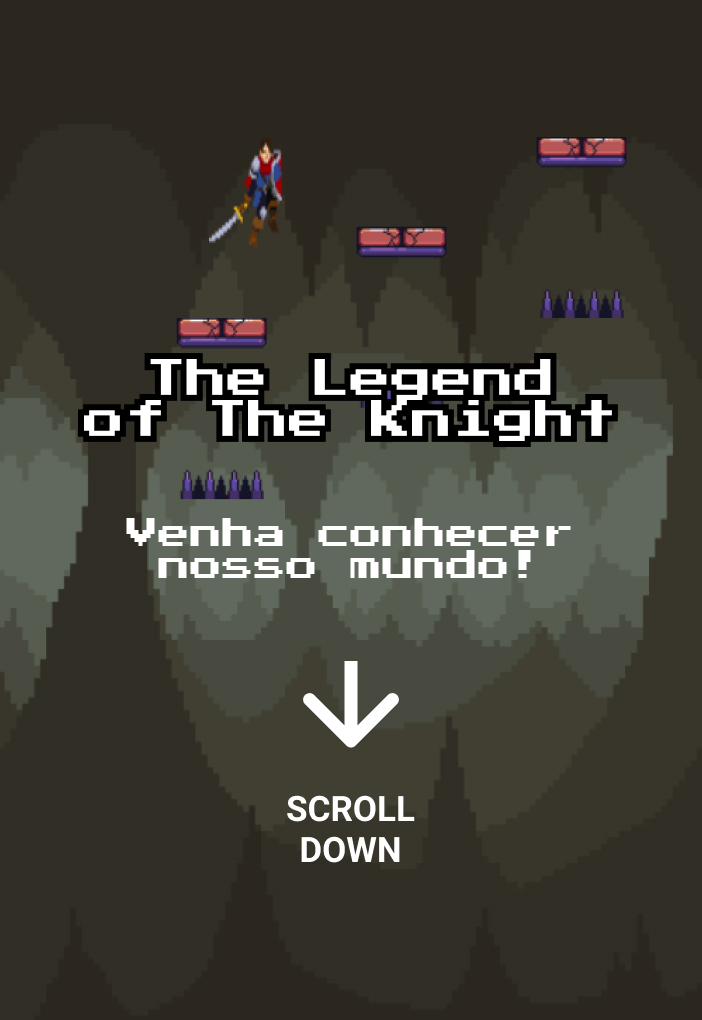 The Legend
of The Knight
Venha conhecer
nosso mundo!
SCROLL
DOWN